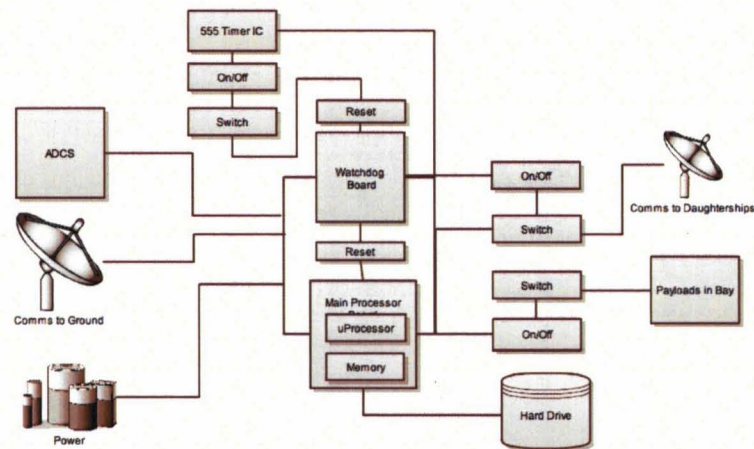 555 Timer IC
On/Off
Switch
Reset
ADCS
Watchdog
Board
On/Off
Switch
Comms to Daughterships
Reset
Comms to Ground
Main Processor
uProcessor
Memory
Switch
On/Off
Payloads in Bay
Hard Drive
Power